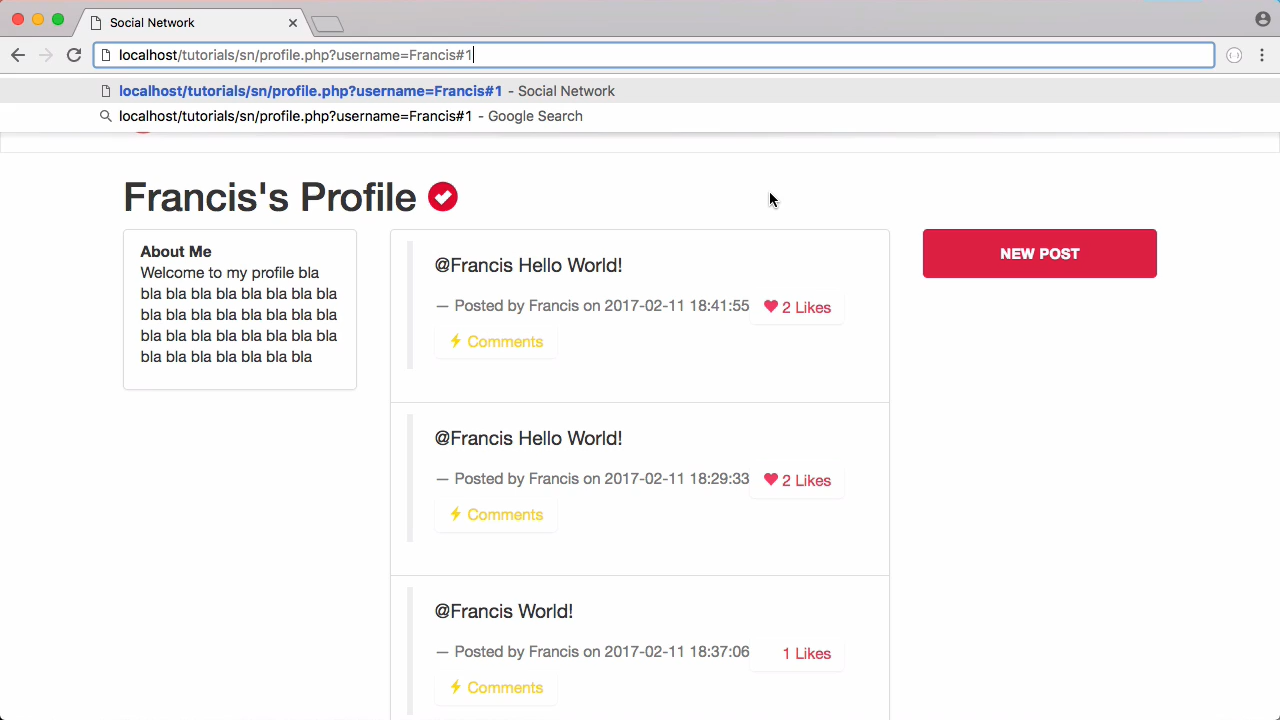 Social Network
localhost/tutorials/sn/profile.php?username=Francis#1
localhost/tutorials/sn/profile.php?username=Francis#1 - Social Network
localhost/tutorials/sn/profile.php?username=Francis#1 - Google Search
Francis's Profile
About Me
Welcome to my profile bla
bla bla bla bla bla bla bla bla
bla bla bla bla bla bla bla bla
bla bla bla bla bla bla bla bla
bla bla bla bla bla bla bla
@Francis Hello World!
— Posted by Francis on 2017-02-11 18:41:55 2 Likes
Comments
@Francis Hello World!
— Posted by Francis on 2017-02-11 18:29:33 2 Likes
Comments
@Francis World!
— Posted by Francis on 2017-02-11 18:37:06 1 Likes
Comments
NEW POST